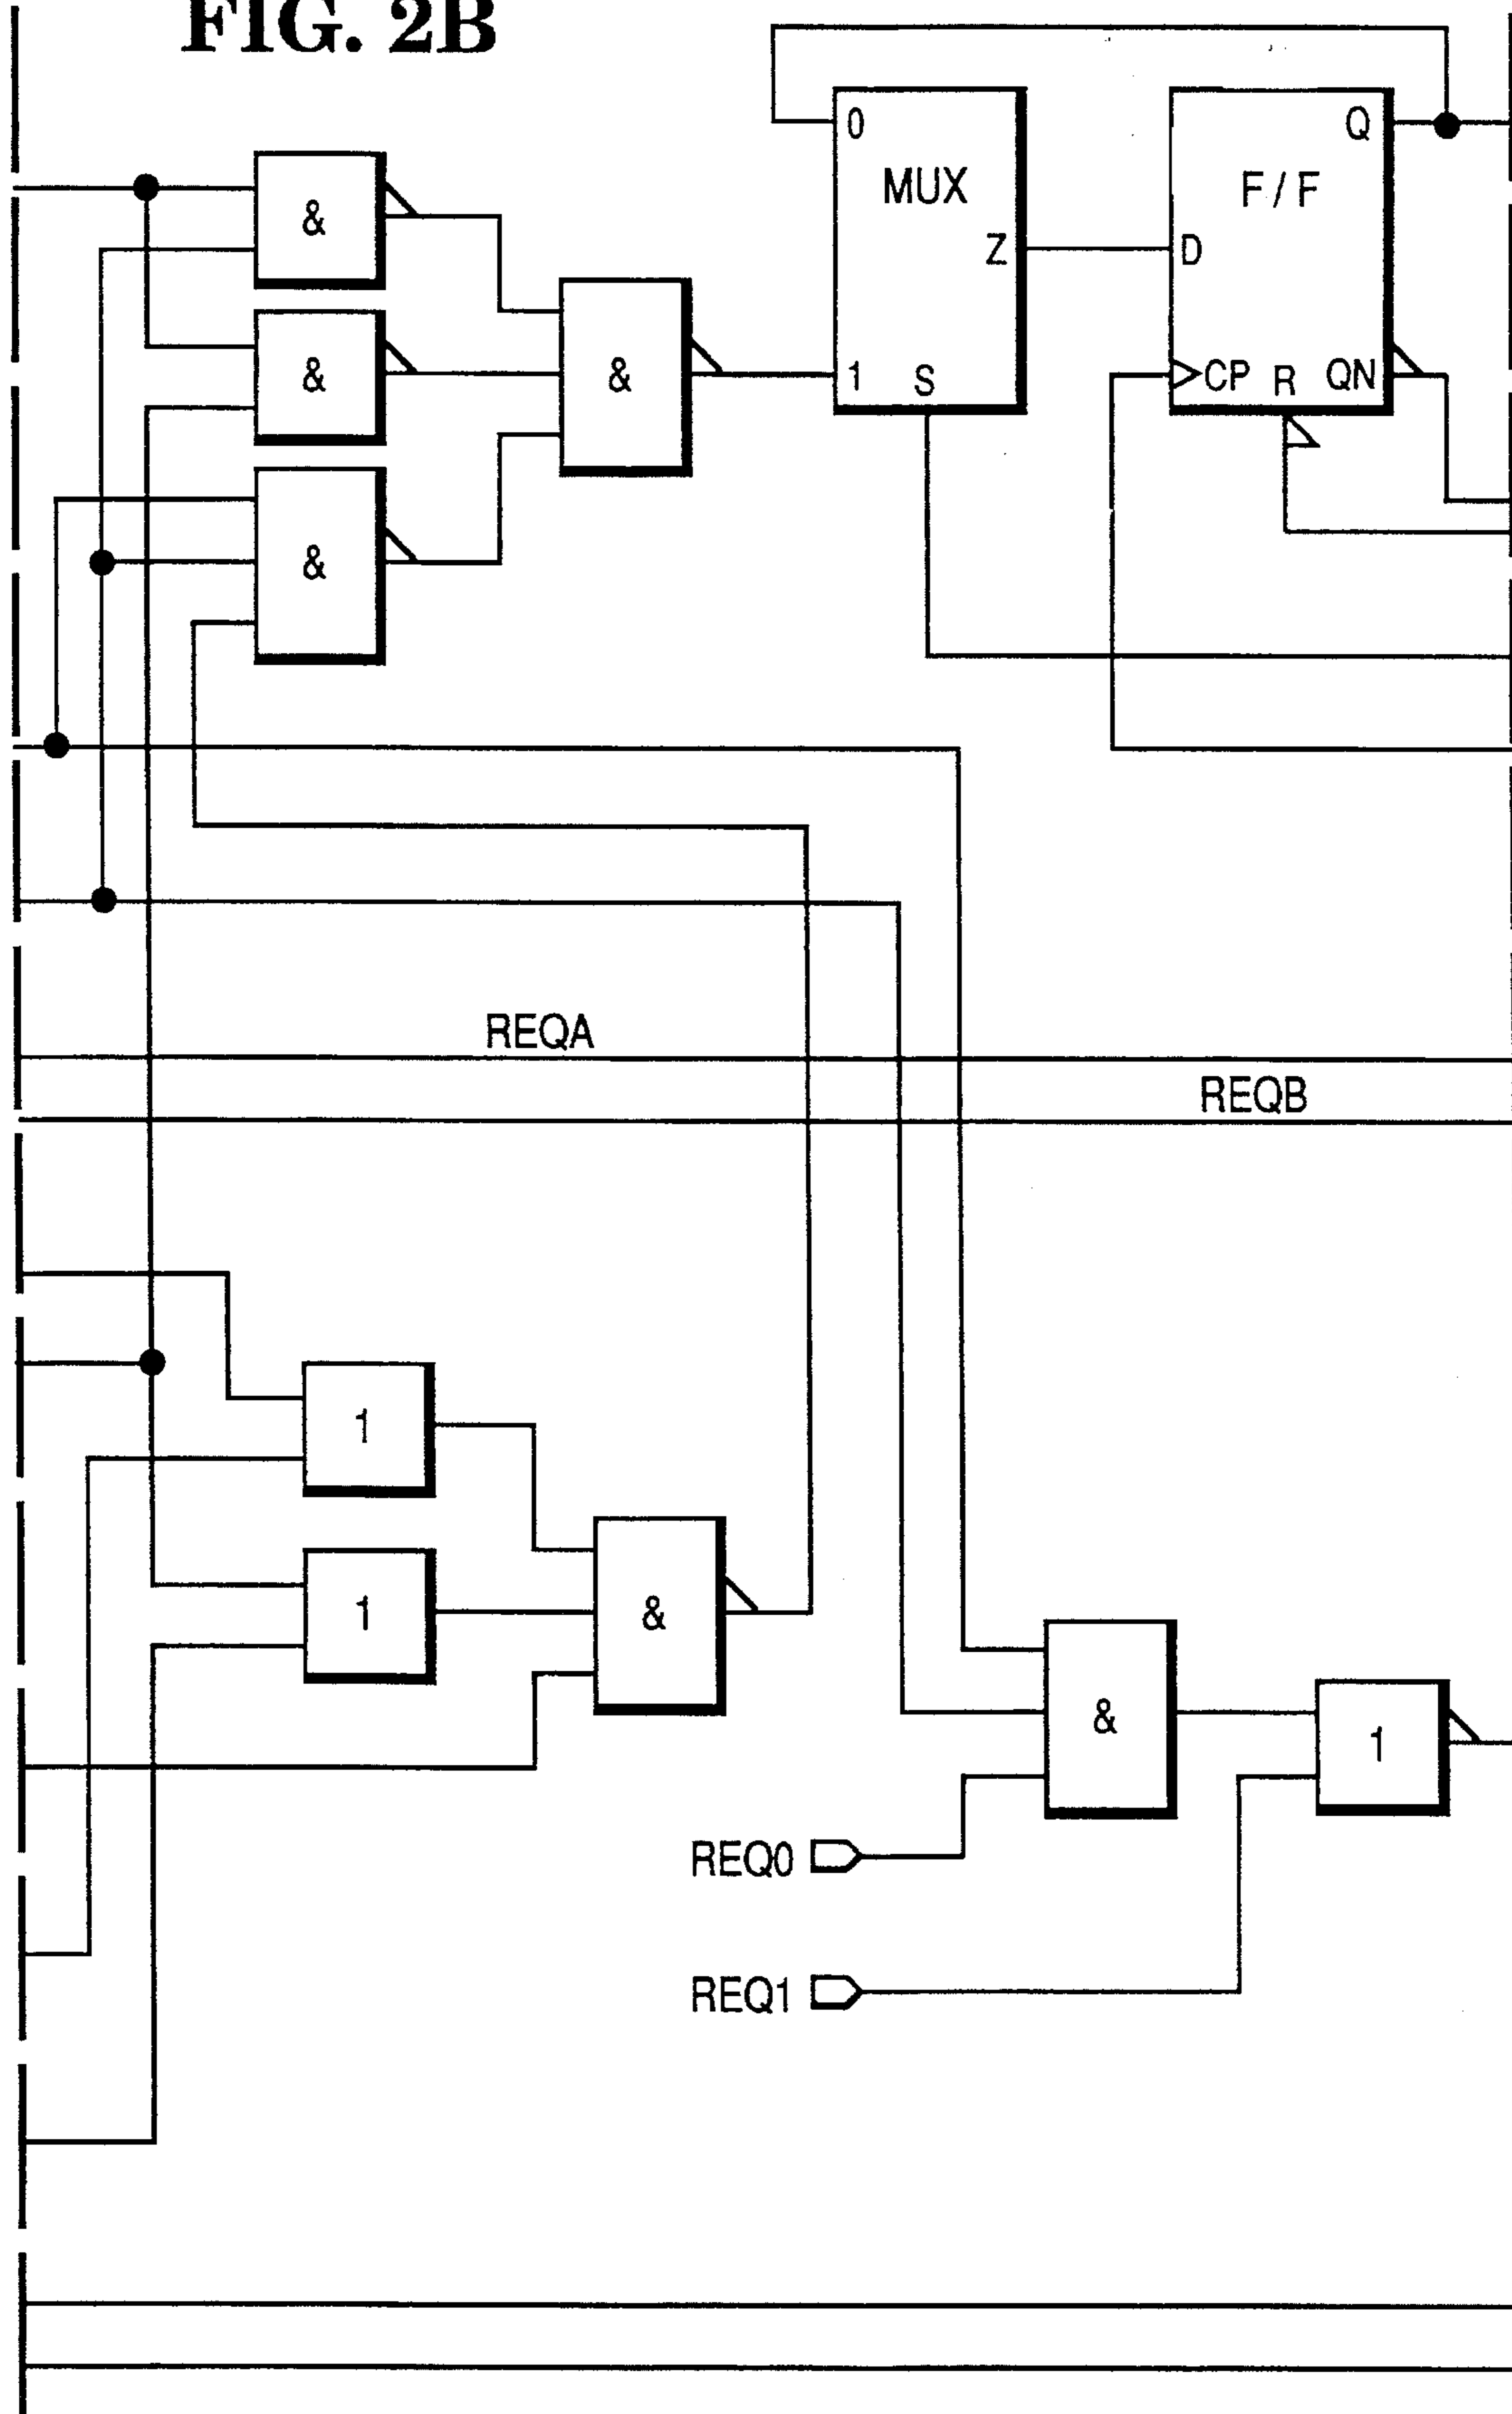 FIG. 2B
0
MUX
Z
1
S
Q
F/F
D
CP
R
QN
&
&
&
&
REQA
REQB
1
1
&
&
1
REQ0
REQ1